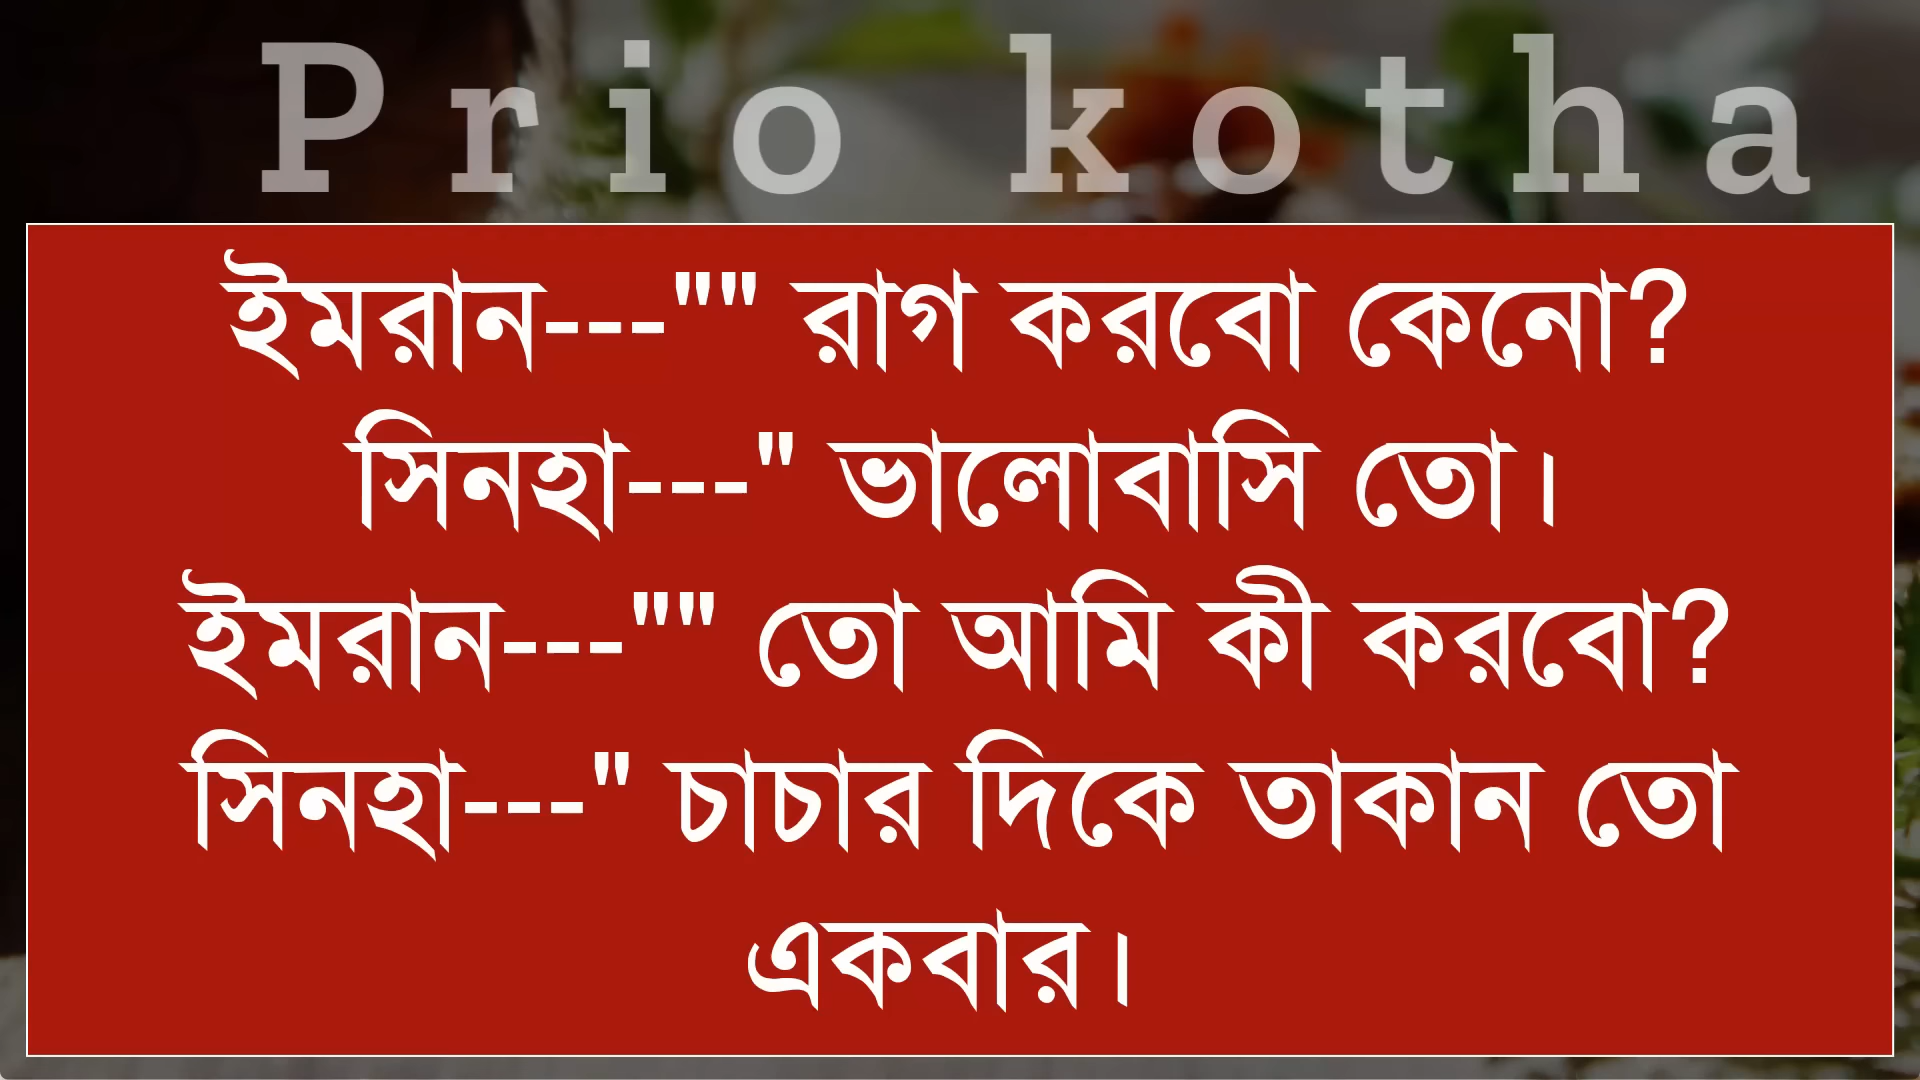 Prio kotha
ইমরান---"" রাগ করবো কেনো?
সিনহা---" ভালোবাসি তো।
ইমরান---"" তো আমি কী করবো?
সিনহা---" চাচার দিকে তাকান তো
একবার।